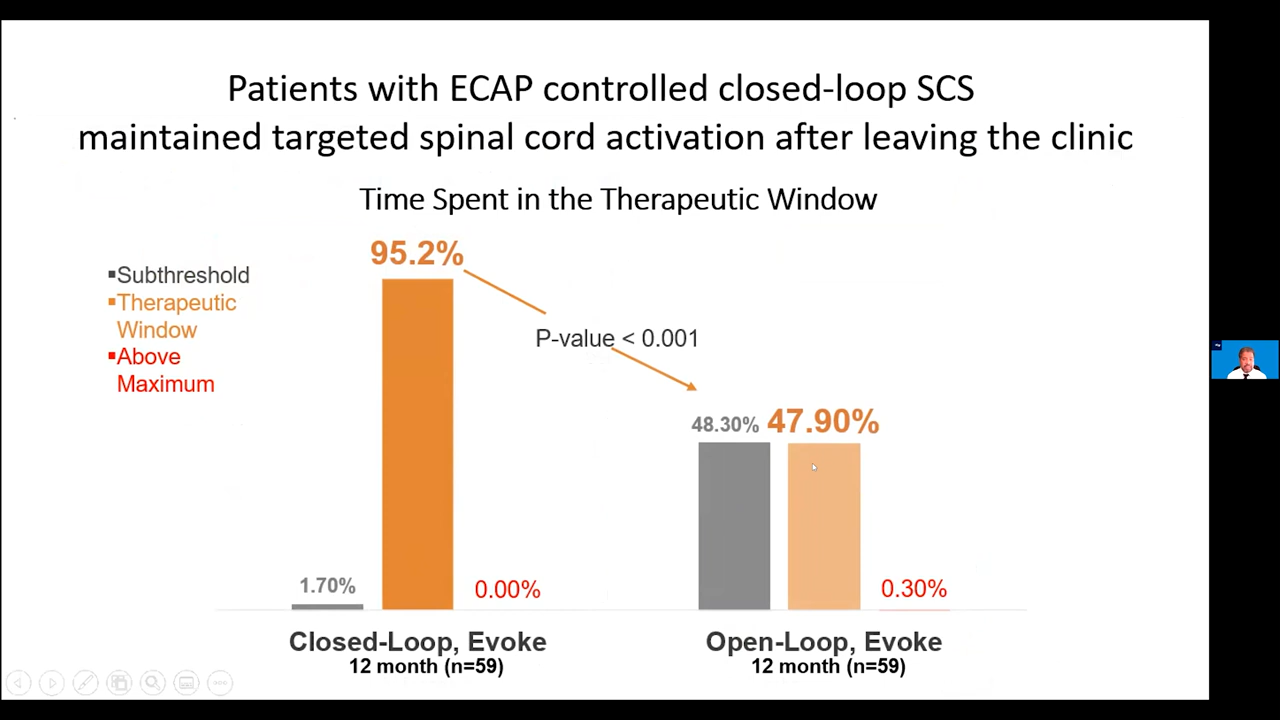 Patients with ECAP controlled closed-loop SCS
maintained targeted spinal cord activation after leaving the clinic
Time Spent in the Therapeutic Window
▪Subthreshold
▪Therapeutic
Window
▪Above
Maximum
95.2%
P-value < 0.001
48.30%
47.90%
1.70%
0.00%
0.30%
Closed-Loop, Evoke
12 month (n=59)
Open-Loop, Evoke
12 month (n=59)